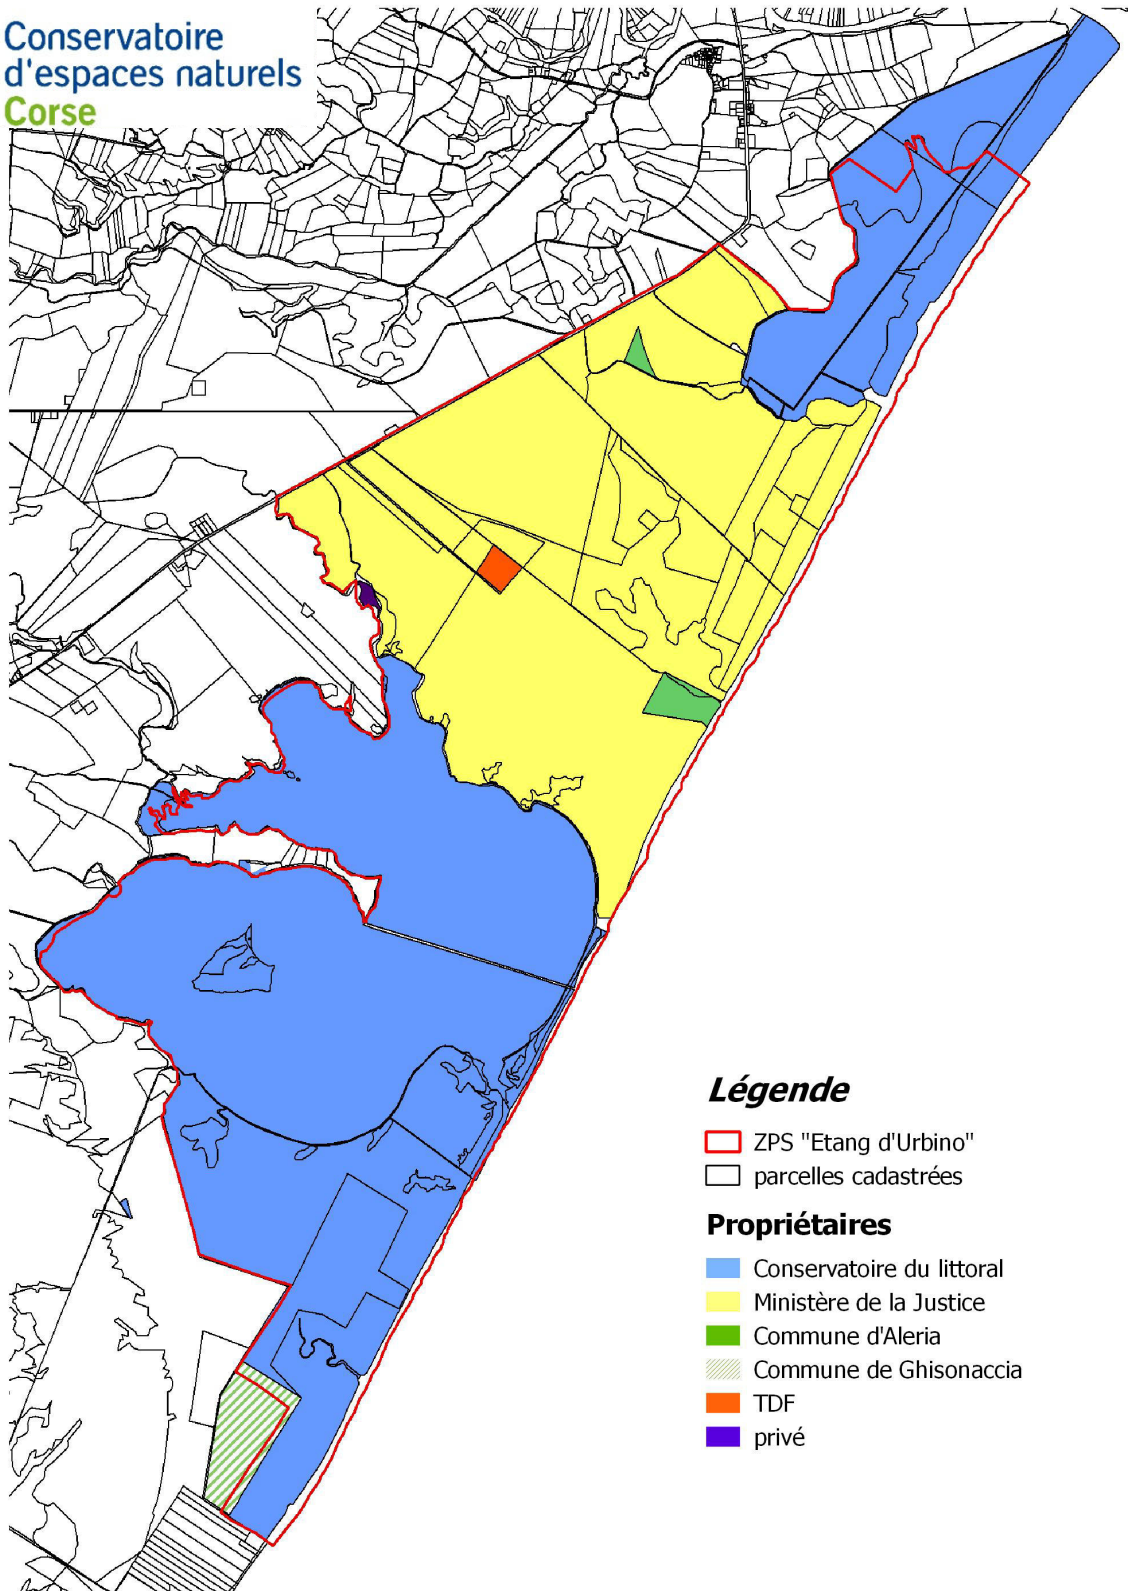 Conservatoire
d'espaces naturels
Corse
Légende
ZPS "Etang d'Urbino"
parcelles cadastrées
Propriétaires
Conservatoire du littoral
Ministère de la Justice
Commune d'Aleria
Commune de Ghisonaccia
TDF
privé